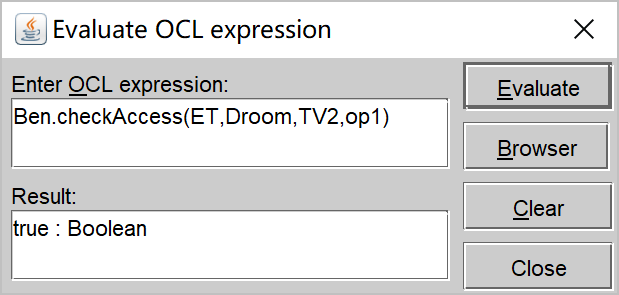 Evaluate OCL expression
Enter OCL expression:
Ben.checkAccess(ET,Droom,TV2,op1)
Result:
true : Boolean
Evaluate
Browser
Clear
Close